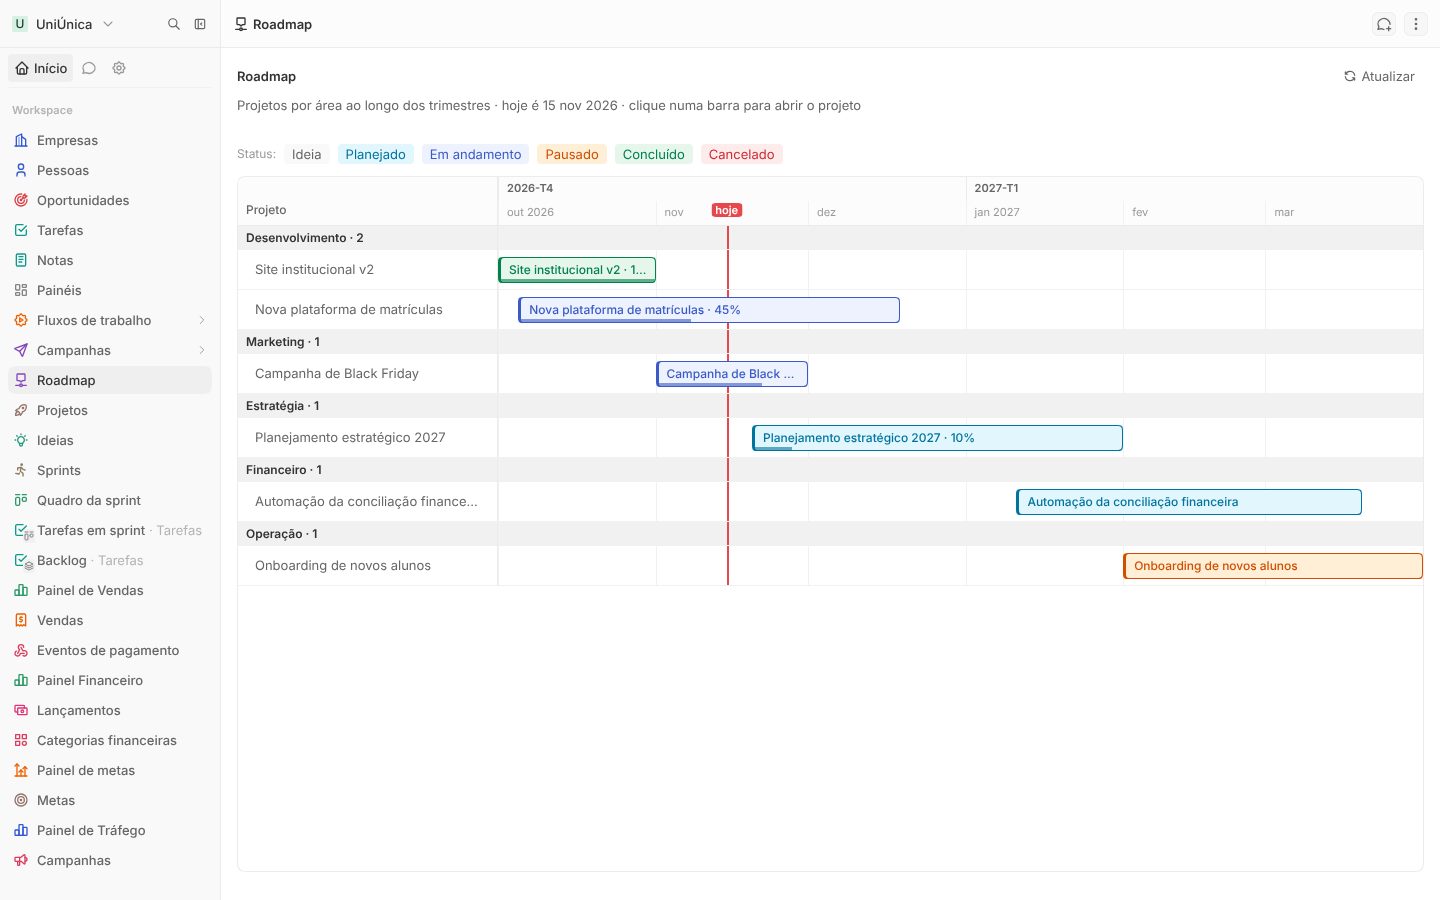 U UniÚnica
Roadmap
Início
Roadmap
Atualizar
Projetos por área ao longo dos trimestres · hoje é 15 nov 2026 · clique numa barra para abrir o projeto
Workspace
Empresas
Pessoas
Oportunidades
Tarefas
Notas
Painéis
Fluxos de trabalho
Campanhas
Roadmap
Projetos
Ideias
Sprints
Quadro da sprint
Tarefas em sprint · Tarefas
Backlog · Tarefas
Painel de Vendas
Vendas
Eventos de pagamento
Painel Financeiro
Lançamentos
Categorias financeiras
Painel de metas
Metas
Painel de Tráfego
Campanhas
Status: Ideia Planejado Em andamento Pausado Concluído Cancelado
2026-T4 2027-T1
Projeto out 2026 nov hoje dez jan 2027 fev mar
Desenvolvimento · 2
Site institucional v2 Site institucional v2 · 1...
Nova plataforma de matrículas Nova plataforma de matrículas · 45%
Marketing · 1
Campanha de Black Friday Campanha de Black ...
Estratégia · 1
Planejamento estratégico 2027 Planejamento estratégico 2027 · 10%
Financeiro · 1
Automação da conciliação finance... Automação da conciliação financeira
Operação · 1
Onboarding de novos alunos Onboarding de novos alunos